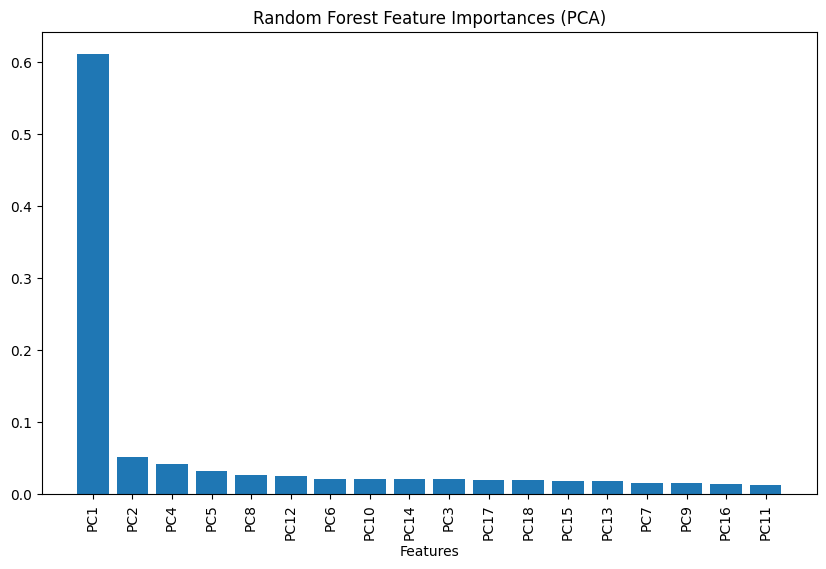 Random Forest Feature Importances (PCA)
0.6
0.5
0.4
0.3
0.2
0.1
0.0
PC1 PC2 PC4 PC5 PC8 PC12 PC6 PC10 PC14 PC3 PC17 PC18 PC15 PC13 PC7 PC9 PC16 PC11
Features